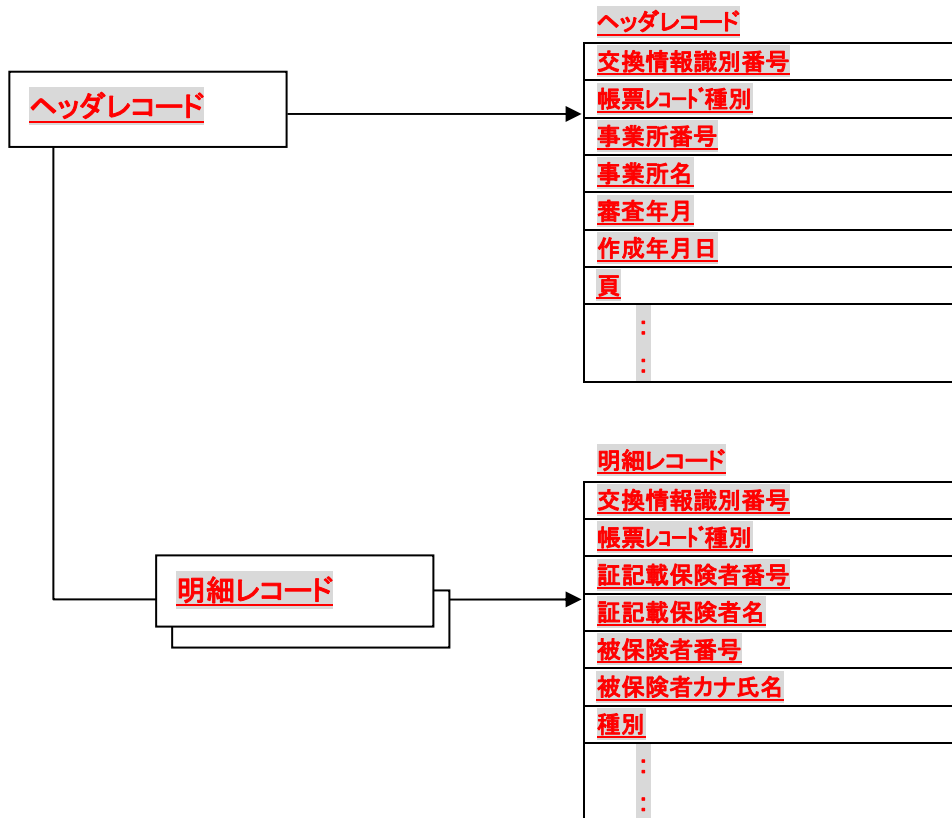 ヘッダレコード
ヘッダレコード
交換情報識別番号
帳票ﾚｺｰﾄﾞ種別
事業所番号
事業所名
審査年月
作成年月日
頁
:
:
明細レコード
明細レコード
交換情報識別番号
帳票ﾚｺｰﾄﾞ種別
証記載保険者番号
証記載保険者名
被保険者番号
被保険者カナ氏名
種別
:
: